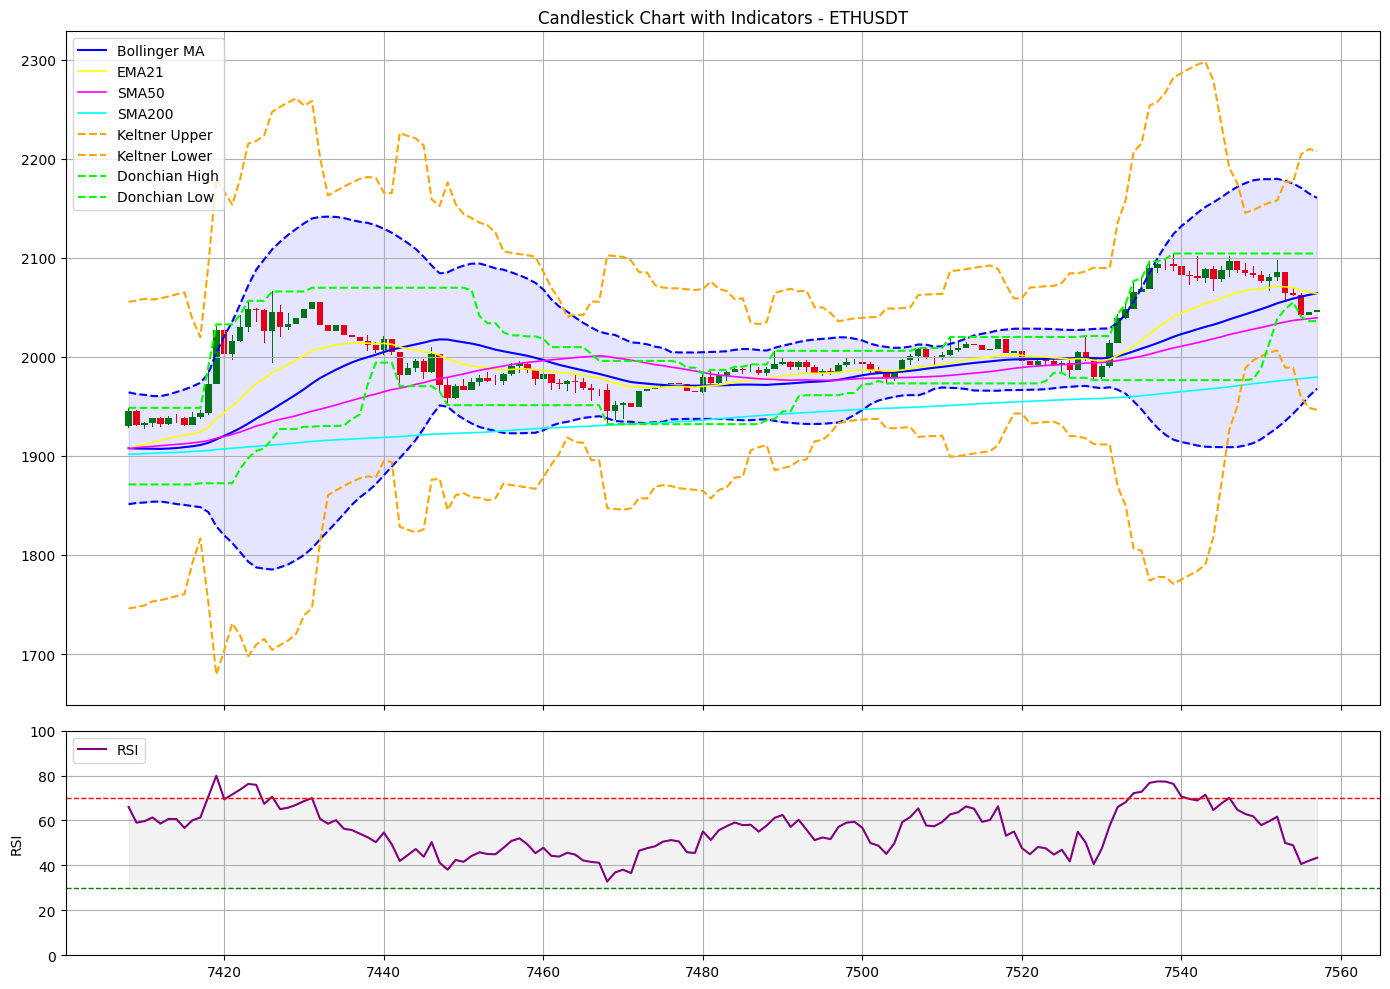 Candlestick Chart with Indicators - ETHUSDT
Bollinger MA
EMA21
SMA50
SMA200
Keltner Upper
Keltner Lower
Donchian High
Donchian Low
2300
2200
2100
2000
1900
1800
1700
RSI
100
80
60
40
20
0
RSI
7420
7440
7460
7480
7500
7520
7540
7560